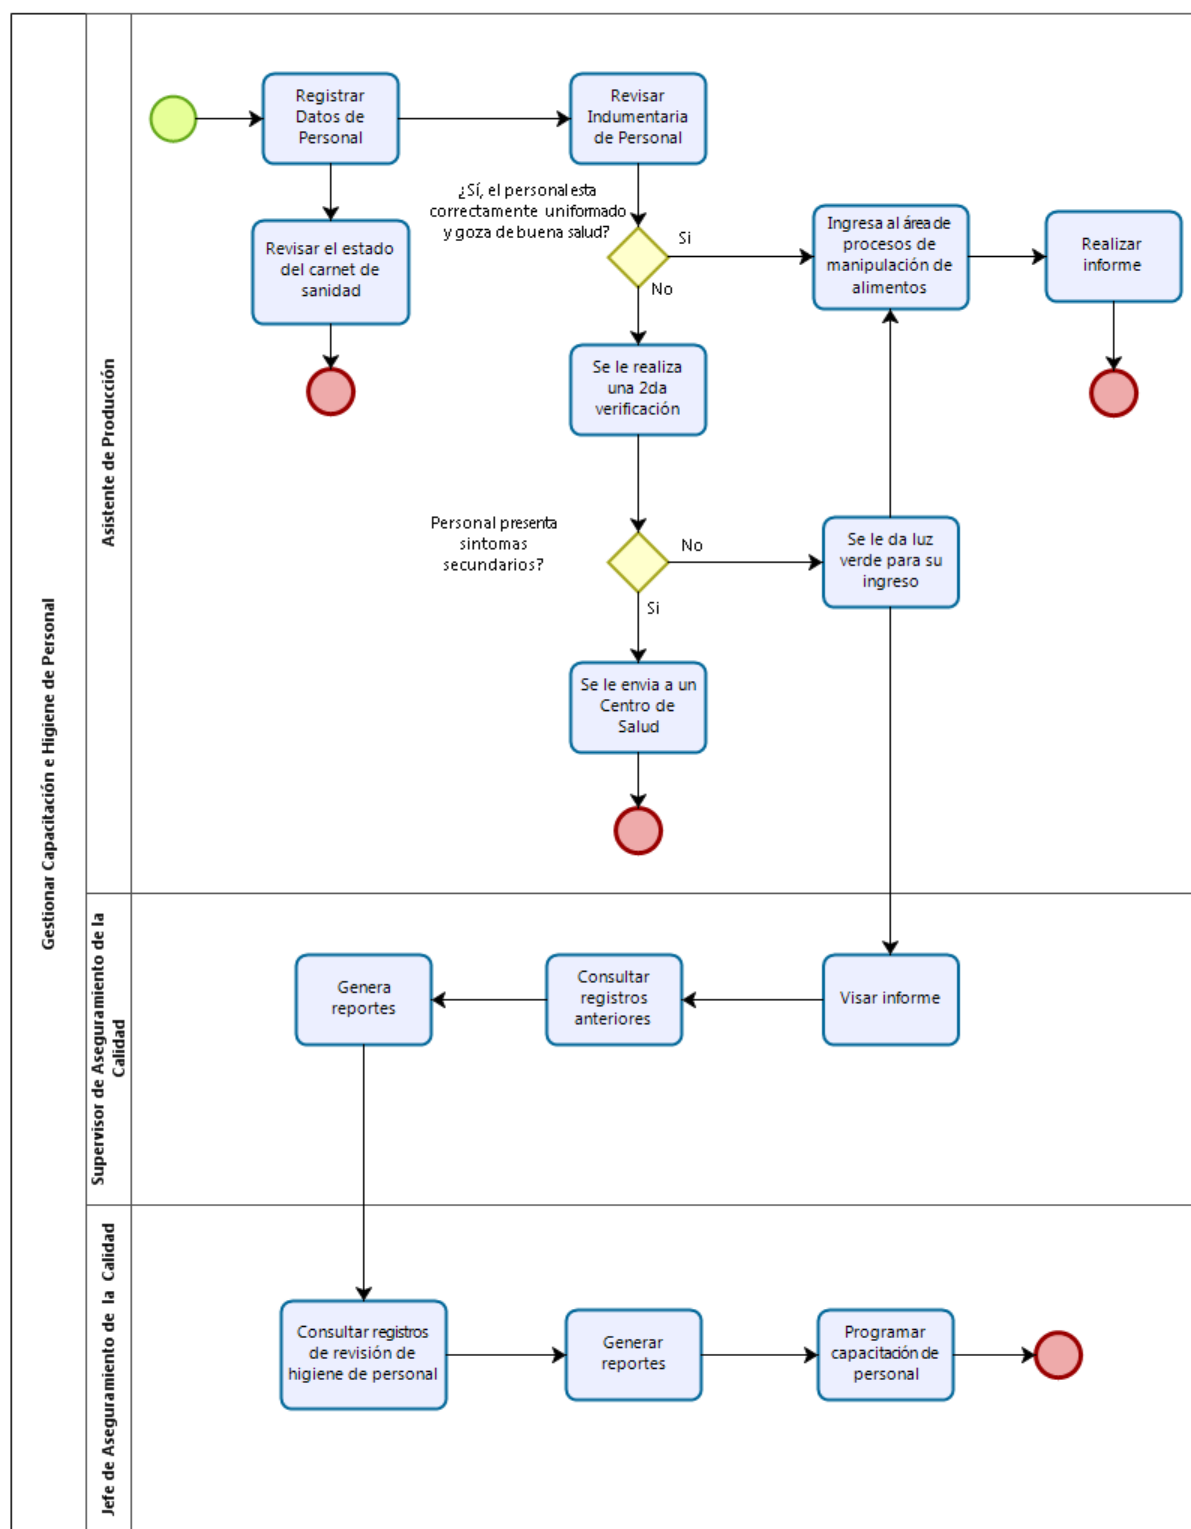 Gestionar Capacitación e Higiene de Personal
Asistente de Producción
Registrar
Datos de
Personal
Revisar
Indumentaria
de Personal
¿Sí, el personal esta
correctamente uniformado
y goza de buena salud?
Si
No
Revisar el estado
del carnet de
sanidad
Ingresa al área de
procesos de
manipulación de
alimentos
Realizar
informe
Se le realiza
una 2da
verificación
Personal presenta
sintomas
secundarios?
No
Si
Se le da luz
verde para su
ingreso
Se le envia a un
Centro de
Salud
Supervisor de Aseguramiento de la
Calidad
Genera
reportes
Consultar
registros
anteriores
Visar informe
Jefe de Aseguramiento de la Calidad
Consultar registros
de revisión de
higiene de personal
Generar
reportes
Programar
capacitación de
personal